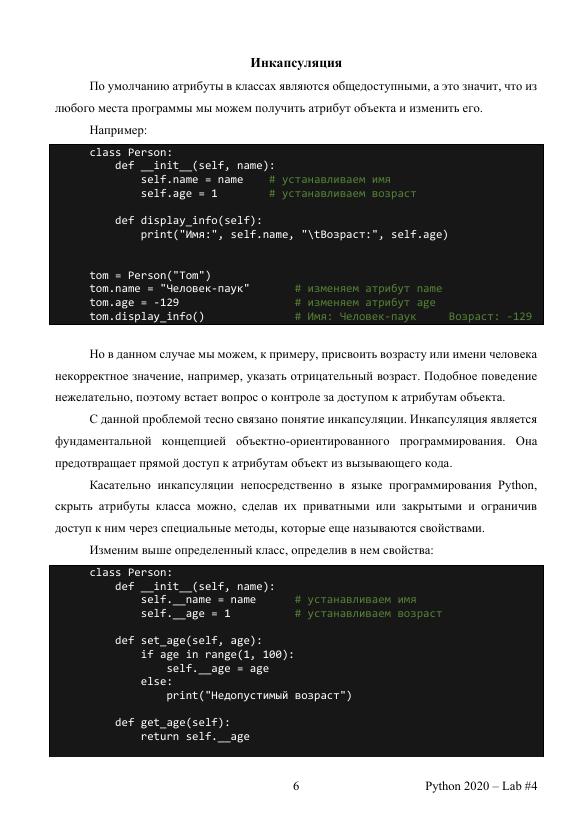 Инкапсуляция
По умолчанию атрибуты в классах являются общедоступными, а это значит, что из
любого места программы мы можем получить атрибут объекта и изменить его.
Например:
class Person:
    def __init__(self, name):
        self.name = name    # устанавливаем имя
        self.age = 1        # устанавливаем возраст
    def display_info(self):
        print("Имя:", self.name, "\tВозраст:", self.age)
tom = Person("Tom")
tom.name = "Человек-паук"       # изменяем атрибут name
tom.age = -129                  # изменяем атрибут age
tom.display_info()              # Имя: Человек-паук     Возраст: -129
Но в данном случае мы можем, к примеру, присвоить возрасту или имени человека
некорректное значение, например, указать отрицательный возраст. Подобное поведение
нежелательно, поэтому встает вопрос о контроле за доступом к атрибутам объекта.
С данной проблемой тесно связано понятие инкапсуляции. Инкапсуляция является
фундаментальной концепцией объектно-ориентированного программирования. Она
предотвращает прямой доступ к атрибутам объект из вызывающего кода.
Касательно инкапсуляции непосредственно в языке программирования Python,
скрыть атрибуты класса можно, сделав их приватными или закрытыми и ограничив
доступ к ним через специальные методы, которые еще называются свойствами.
Изменим выше определенный класс, определив в нем свойства:
class Person:
    def __init__(self, name):
        self.__name = name      # устанавливаем имя
        self.__age = 1          # устанавливаем возраст
    def set_age(self, age):
        if age in range(1, 100):
            self.__age = age
        else:
            print("Недопустимый возраст")
    def get_age(self):
        return self.__age
6 Python 2020 – Lab #4